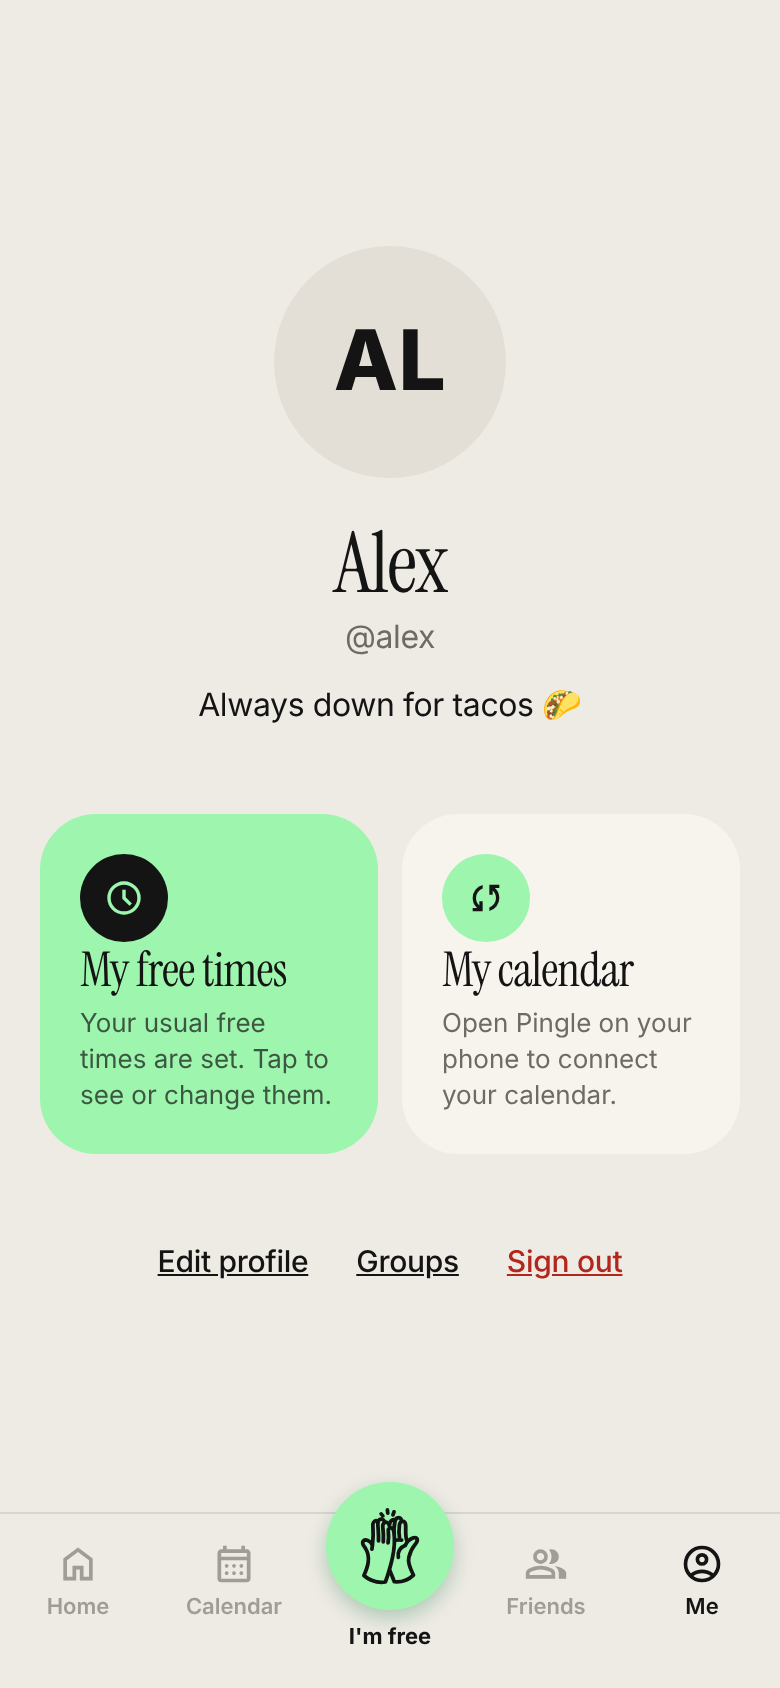 AL
Alex
@alex
Always down for tacos 🌮
My free times
Your usual free
times are set. Tap to
see or change them.
My calendar
Open Pingle on your
phone to connect
your calendar.
Edit profile
Groups
Sign out
Home
Calendar
I'm free
Friends
Me